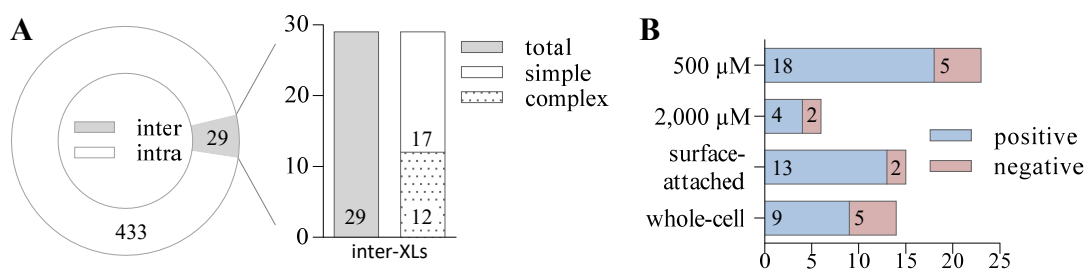 A
inter
intra
29
433
30
20
10
0
29
17
12
inter-XLs
total
simple
complex
B
500 µM
18
5
2,000 µM
4
2
surface-
attached
13
2
whole-cell
9
5
positive
negative
0 5 10 15 20 25